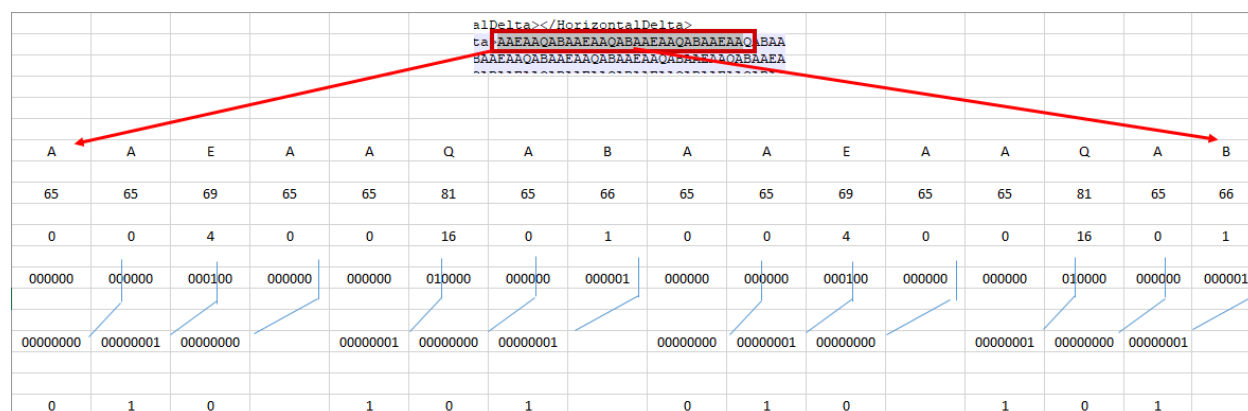 alDelta></HorizontalDelta>
ta>AAEAAQABAAEAAQABAAEAAQABAAEAAQABAA
BAAEAAQABAAEAAQABAAEAAQABAAEAAQABAAEA
A A E A A Q A B A A E A A Q A B
65 65 69 65 65 81 65 66 65 65 69 65 65 81 65 66
0 0 4 0 0 16 0 1 0 0 4 0 0 16 0 1
000000 000000 000100 000000 000000 010000 000000 000001 000000 000000 000100 000000 000000 010000 000000 000001
00000000 00000001 00000000 00000001 00000000 00000001 00000000 00000001 00000000 00000001 00000000 00000001
0 1 0 1 0 1 0 1 0 1 0 1